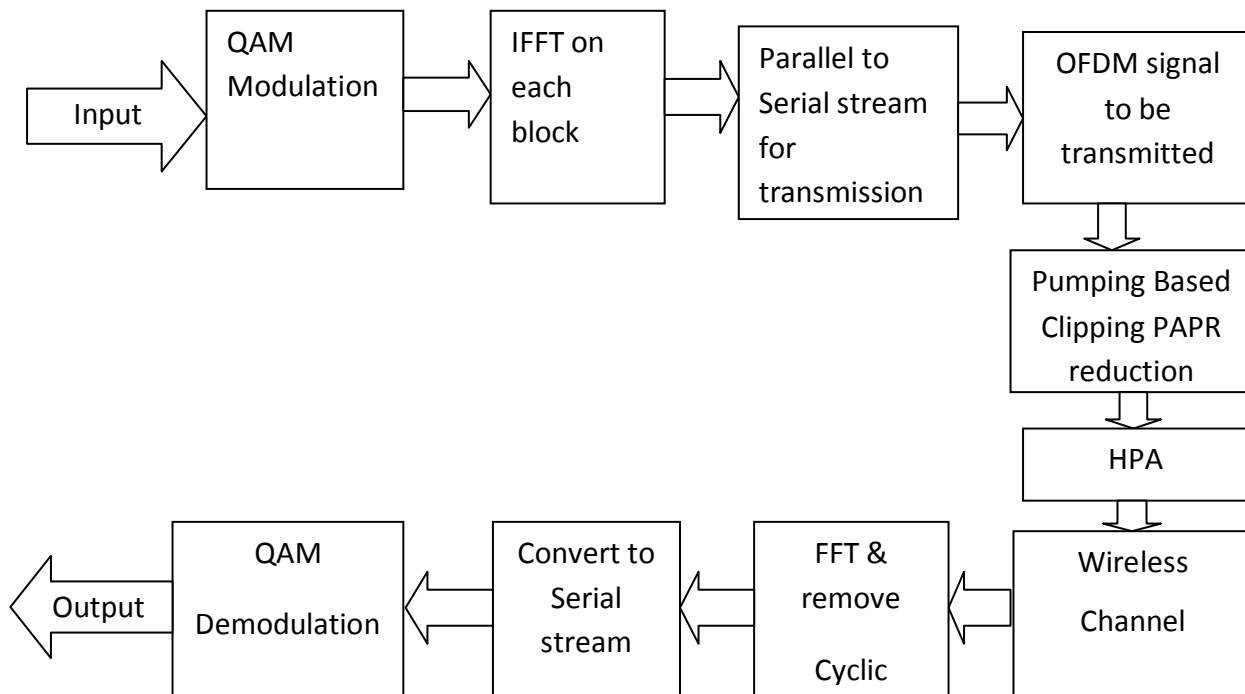 Input
QAM
Modulation
IFFT on
each
block
Parallel to
Serial stream
for
transmission
OFDM signal
to be
transmitted
Pumping Based
Clipping PAPR
reduction
HPA
Wireless
Channel
FFT &
remove
Cyclic
Convert to
Serial
stream
QAM
Demodulation
Output